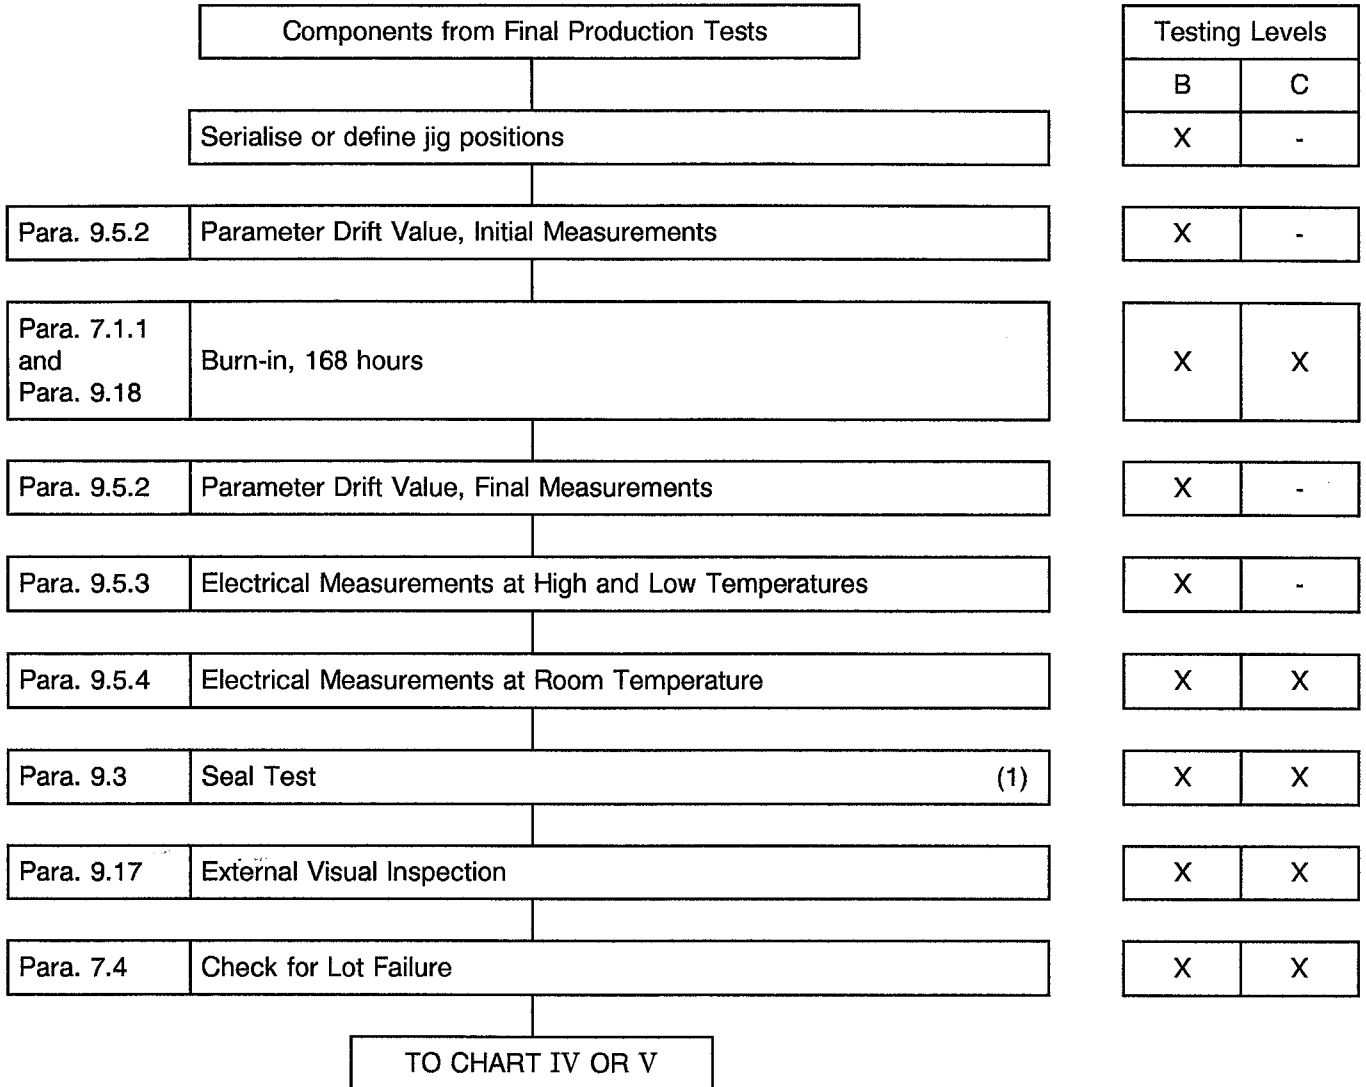 Components from Final Production Tests
Testing Levels
B C
Serialise or define jig positions X -
Para. 9.5.2 Parameter Drift Value, Initial Measurements X -
Para. 7.1.1
and
Para. 9.18
Burn-in, 168 hours X X
Para. 9.5.2 Parameter Drift Value, Final Measurements X -
Para. 9.5.3 Electrical Measurements at High and Low Temperatures X -
Para. 9.5.4 Electrical Measurements at Room Temperature X X
Para. 9.3 Seal Test (1) X X
Para. 9.17 External Visual Inspection X X
Para. 7.4 Check for Lot Failure X X
TO CHART IV OR V